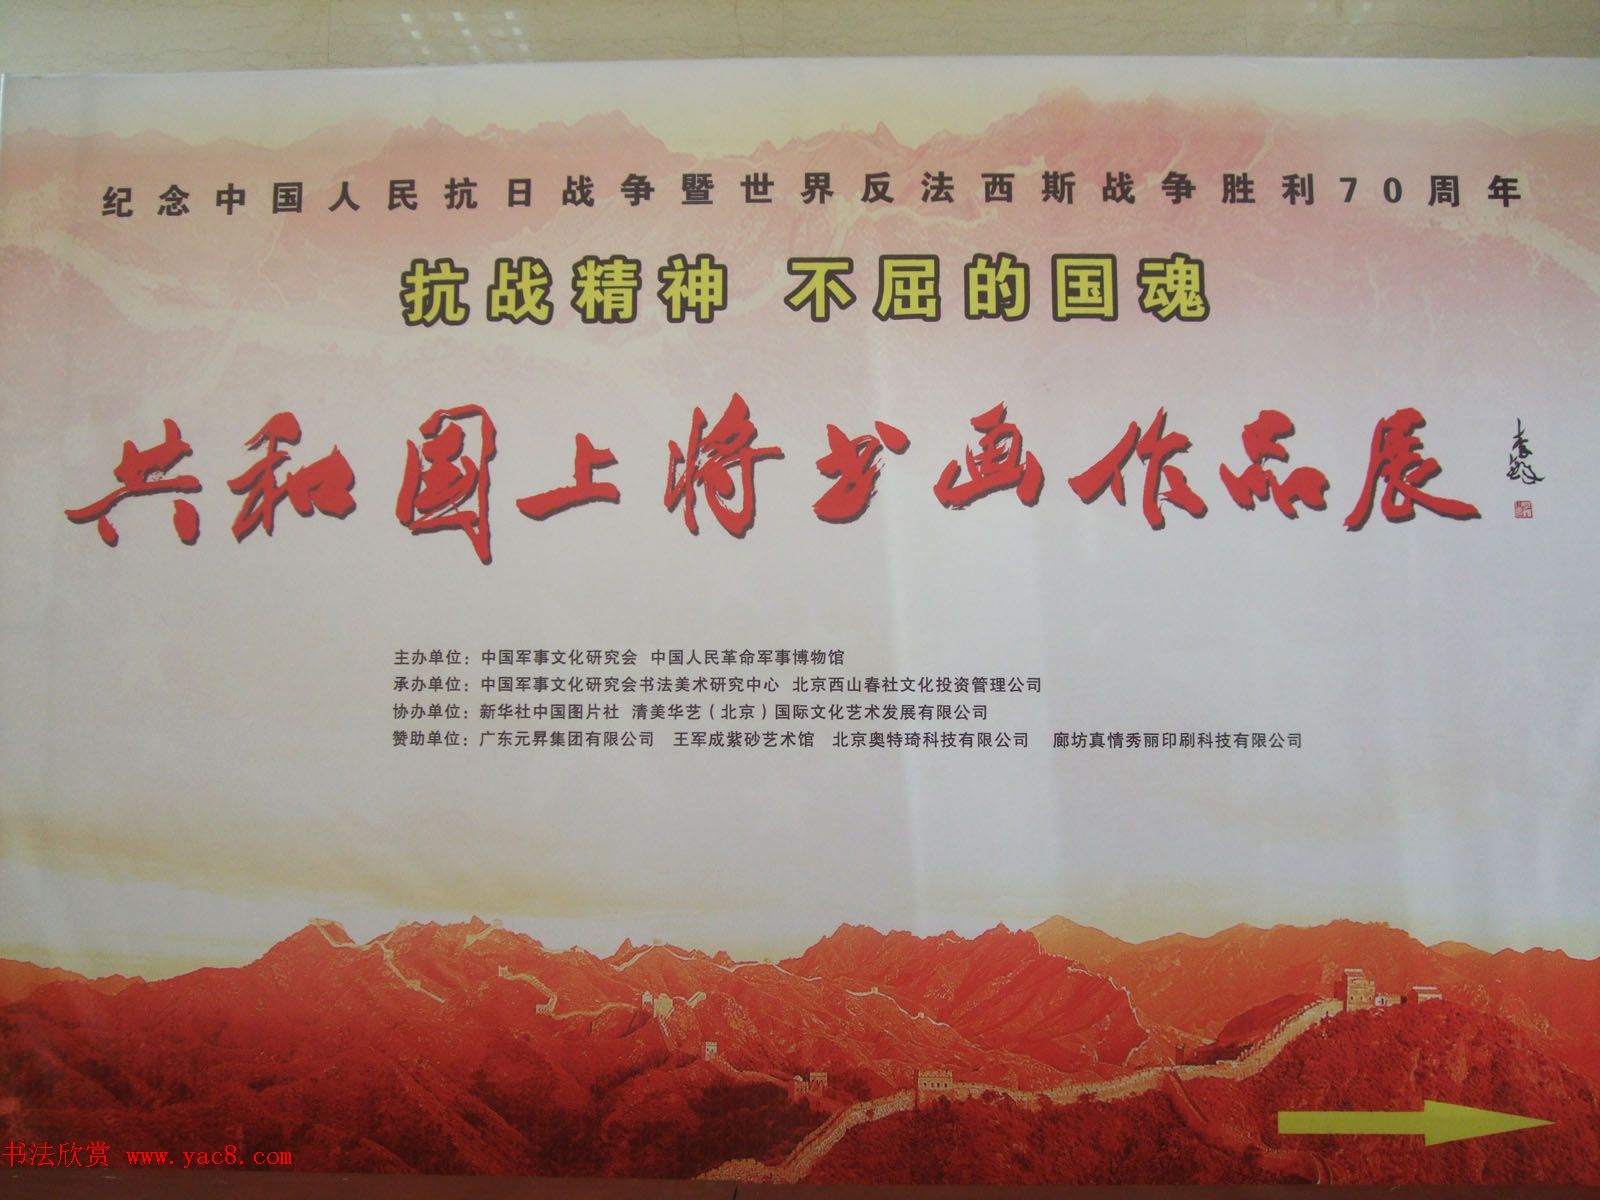 纪念中国人民抗日战争暨世界反法西斯战争胜利70周年
抗战精神 不屈的国魂
共和国上将书画作品展
主办单位：中国军事文化研究会 中国人民革命军事博物馆
承办单位：中国军事文化研究会书法美术研究中心 北京西山春社文化投资管理公司
协办单位：新华社中国图片社 清美华艺（北京）国际文化艺术发展有限公司
赞助单位：广东元昇集团有限公司 王军成紫砂艺术馆 北京奥特琦科技有限公司 廊坊真情秀丽印刷科技有限公司
书法欣赏 www.yac8.com